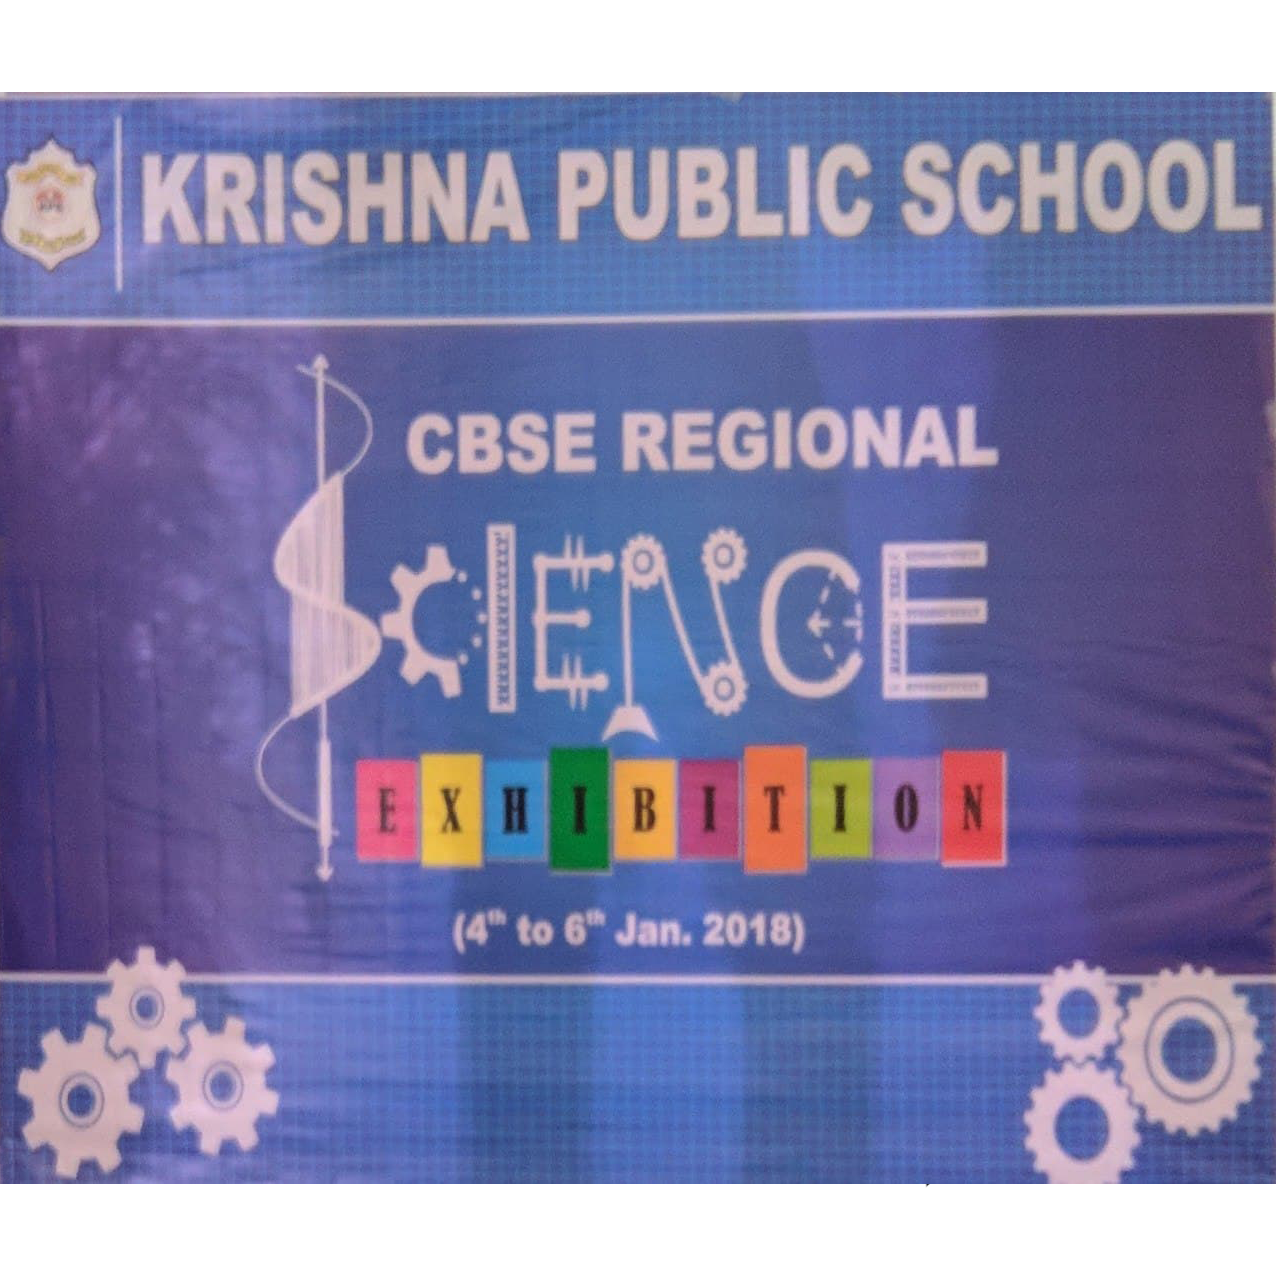 KRISHNA PUBLIC SCHOOL
CBSE REGIONAL
SCIENCE
EXHIBITION
(4th to 6th Jan. 2018)